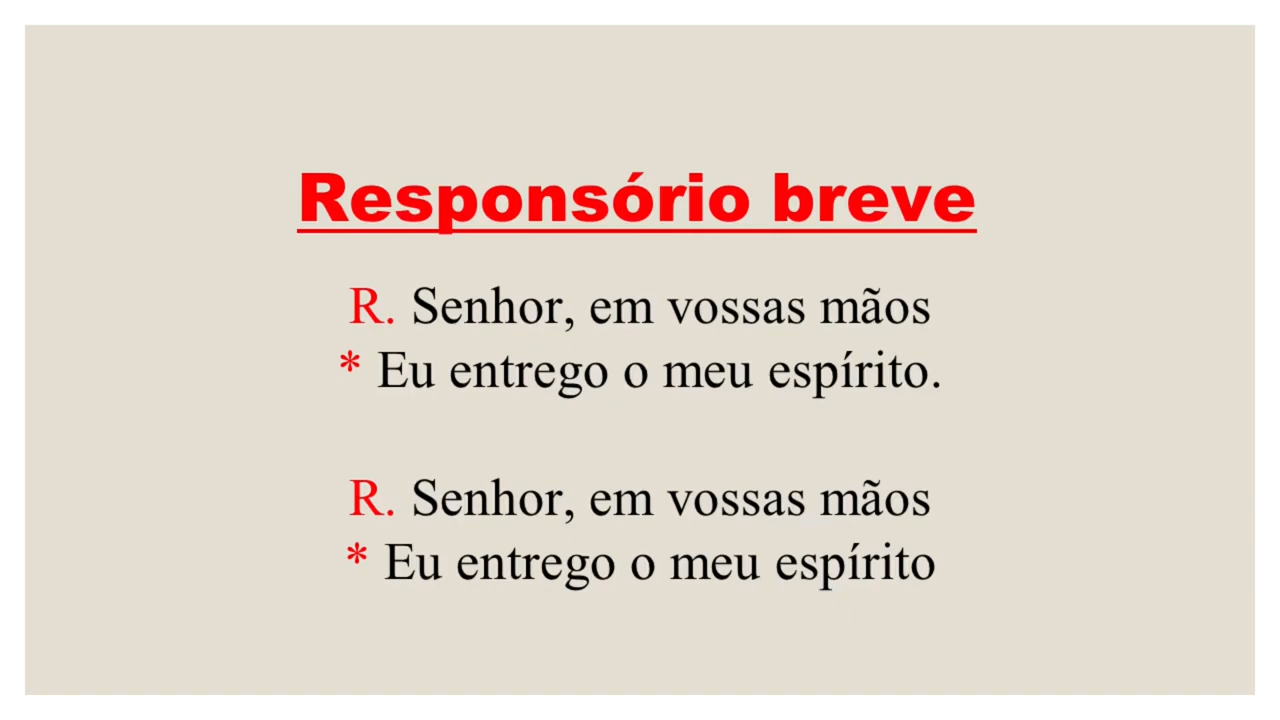 Responsório breve
R. Senhor, em vossas mãos
* Eu entrego o meu espírito.
R. Senhor, em vossas mãos
* Eu entrego o meu espírito